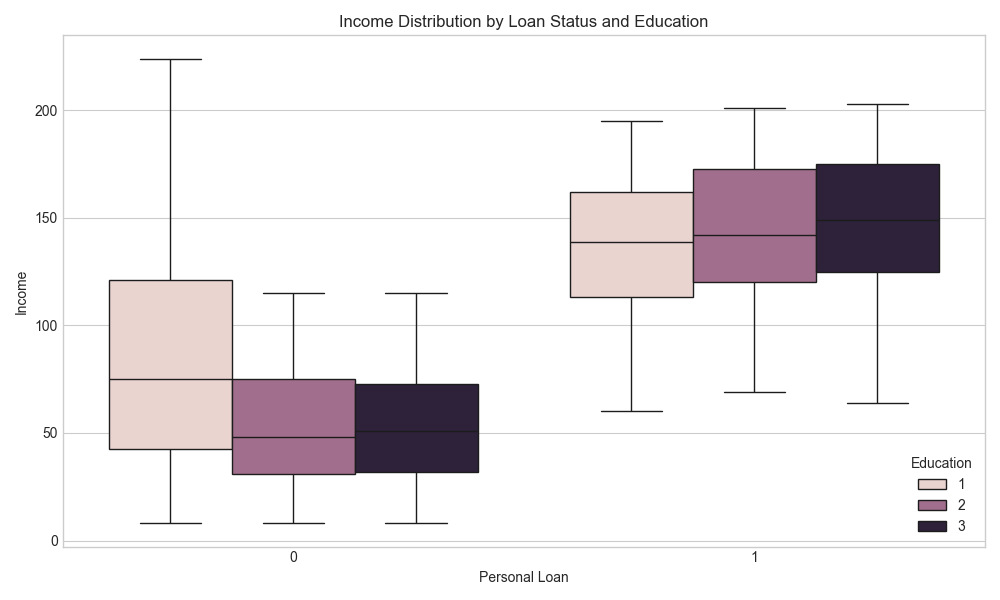 Income Distribution by Loan Status and Education
Income
200
150
100
50
0
0
1
Personal Loan
Education
1
2
3